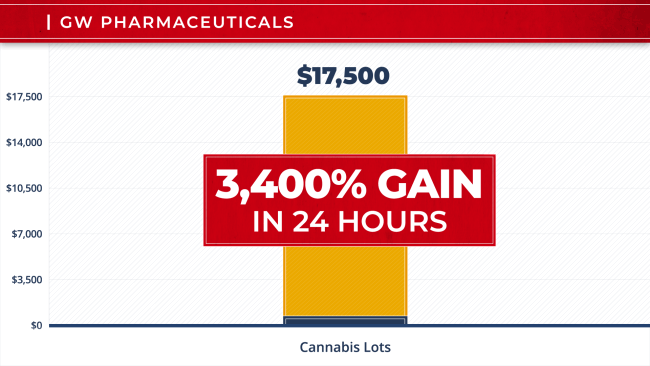 GW PHARMACEUTICALS
$17,500
$17,500
$14,000
$10,500
$7,000
$3,500
$0
3,400% GAIN
IN 24 HOURS
Cannabis Lots